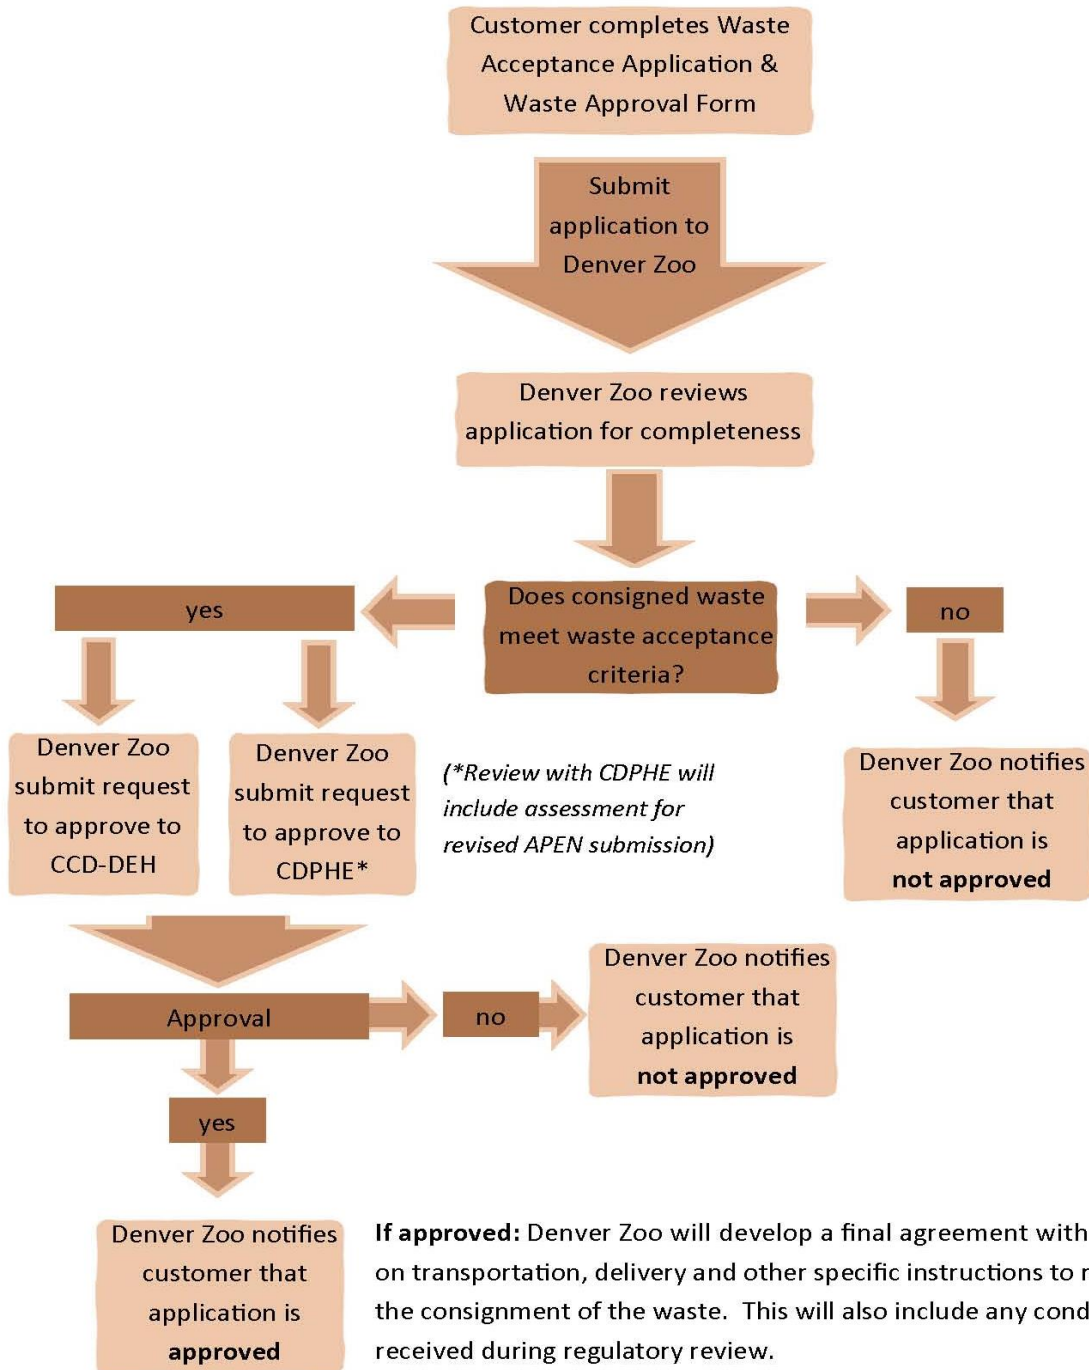 Customer completes Waste
Acceptance Application &
Waste Approval Form
Submit
application to
Denver Zoo
Denver Zoo reviews
application for completeness
yes
Does consigned waste
meet waste acceptance
criteria?
no
Denver Zoo
submit request
to approve to
CCD-DEH
Denver Zoo
submit request
to approve to
CDPHE*
(*Review with CDPHE will
include assessment for
revised APEN submission)
Denver Zoo notifies
customer that
application is
not approved
Approval
no
Denver Zoo notifies
customer that
application is
not approved
yes
Denver Zoo notifies
customer that
application is
approved
If approved: Denver Zoo will develop a final agreement with
on transportation, delivery and other specific instructions to
the consignment of the waste. This will also include any
received during regulatory review.